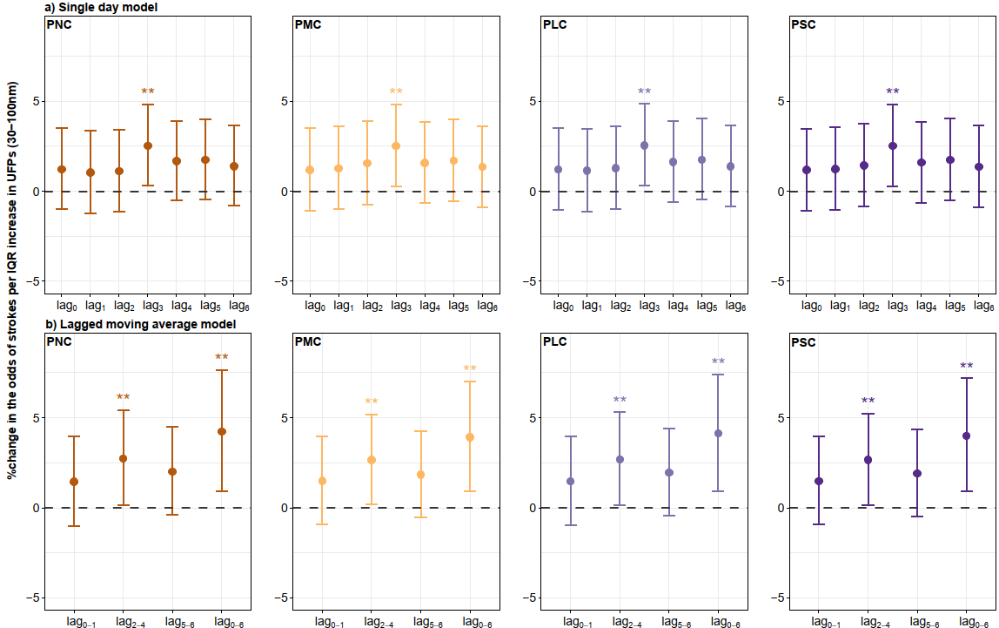 a) Single day model
PNC PMC PLC PSC
** ** ** **
5 5 5 5
0 0 0 0
−5 −5 −5 −5
lag0 lag1 lag2 lag3 lag4 lag5 lag6 lag0 lag1 lag2 lag3 lag4 lag5 lag6 lag0 lag1 lag2 lag3 lag4 lag5 lag6 lag0 lag1 lag2 lag3 lag4 lag5 lag6
%change in the odds of strokes per IQR increase in UFPs (30−100nm)
b) Lagged moving average model
PNC PMC PLC PSC
** ** ** ** ** ** ** **
5 5 5 5
0 0 0 0
−5 −5 −5 −5
lag0−1 lag2−4 lag5−6 lag0−6 lag0−1 lag2−4 lag5−6 lag0−6 lag0−1 lag2−4 lag5−6 lag0−6 lag0−1 lag2−4 lag5−6 lag0−6